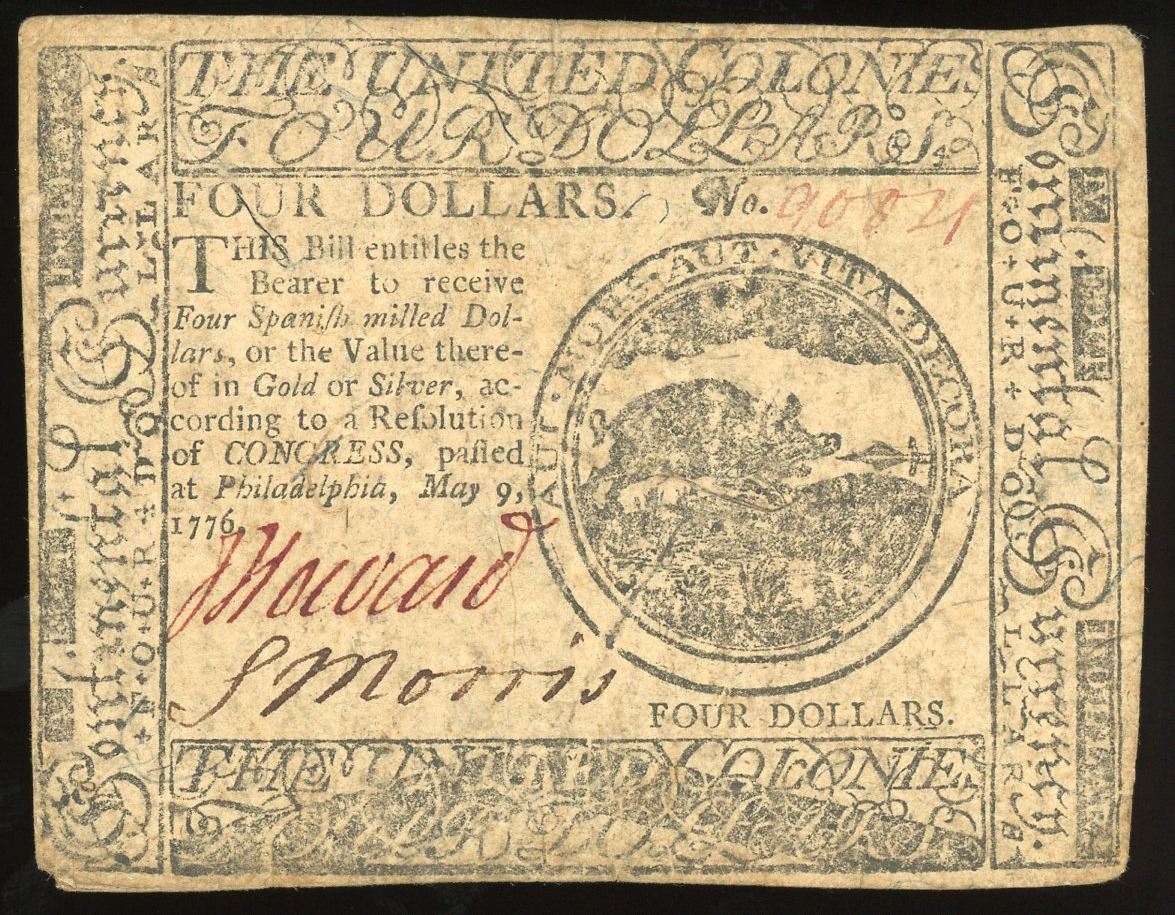 THE UNITED COLONIES
FOUR DOLLARS
FOUR DOLLARS. No. 90821
THIS Bill entitles the
Bearer to receive
Four Spaniſh milled Dol-
lars, or the Value there-
of in Gold or Silver, ac-
cording to a Reſolution
of CONGRESS, paſſed
at Philadelphia, May 9,
1776.
AUT·MORS·AUT·VITA·DECORA
J Howard
S Morris
FOUR DOLLARS.
THE UNITED COLONIES
FOUR DOLLARS
Continental Currency
FOUR DOLLARS
Continental Currency.
FOUR DOLLARS